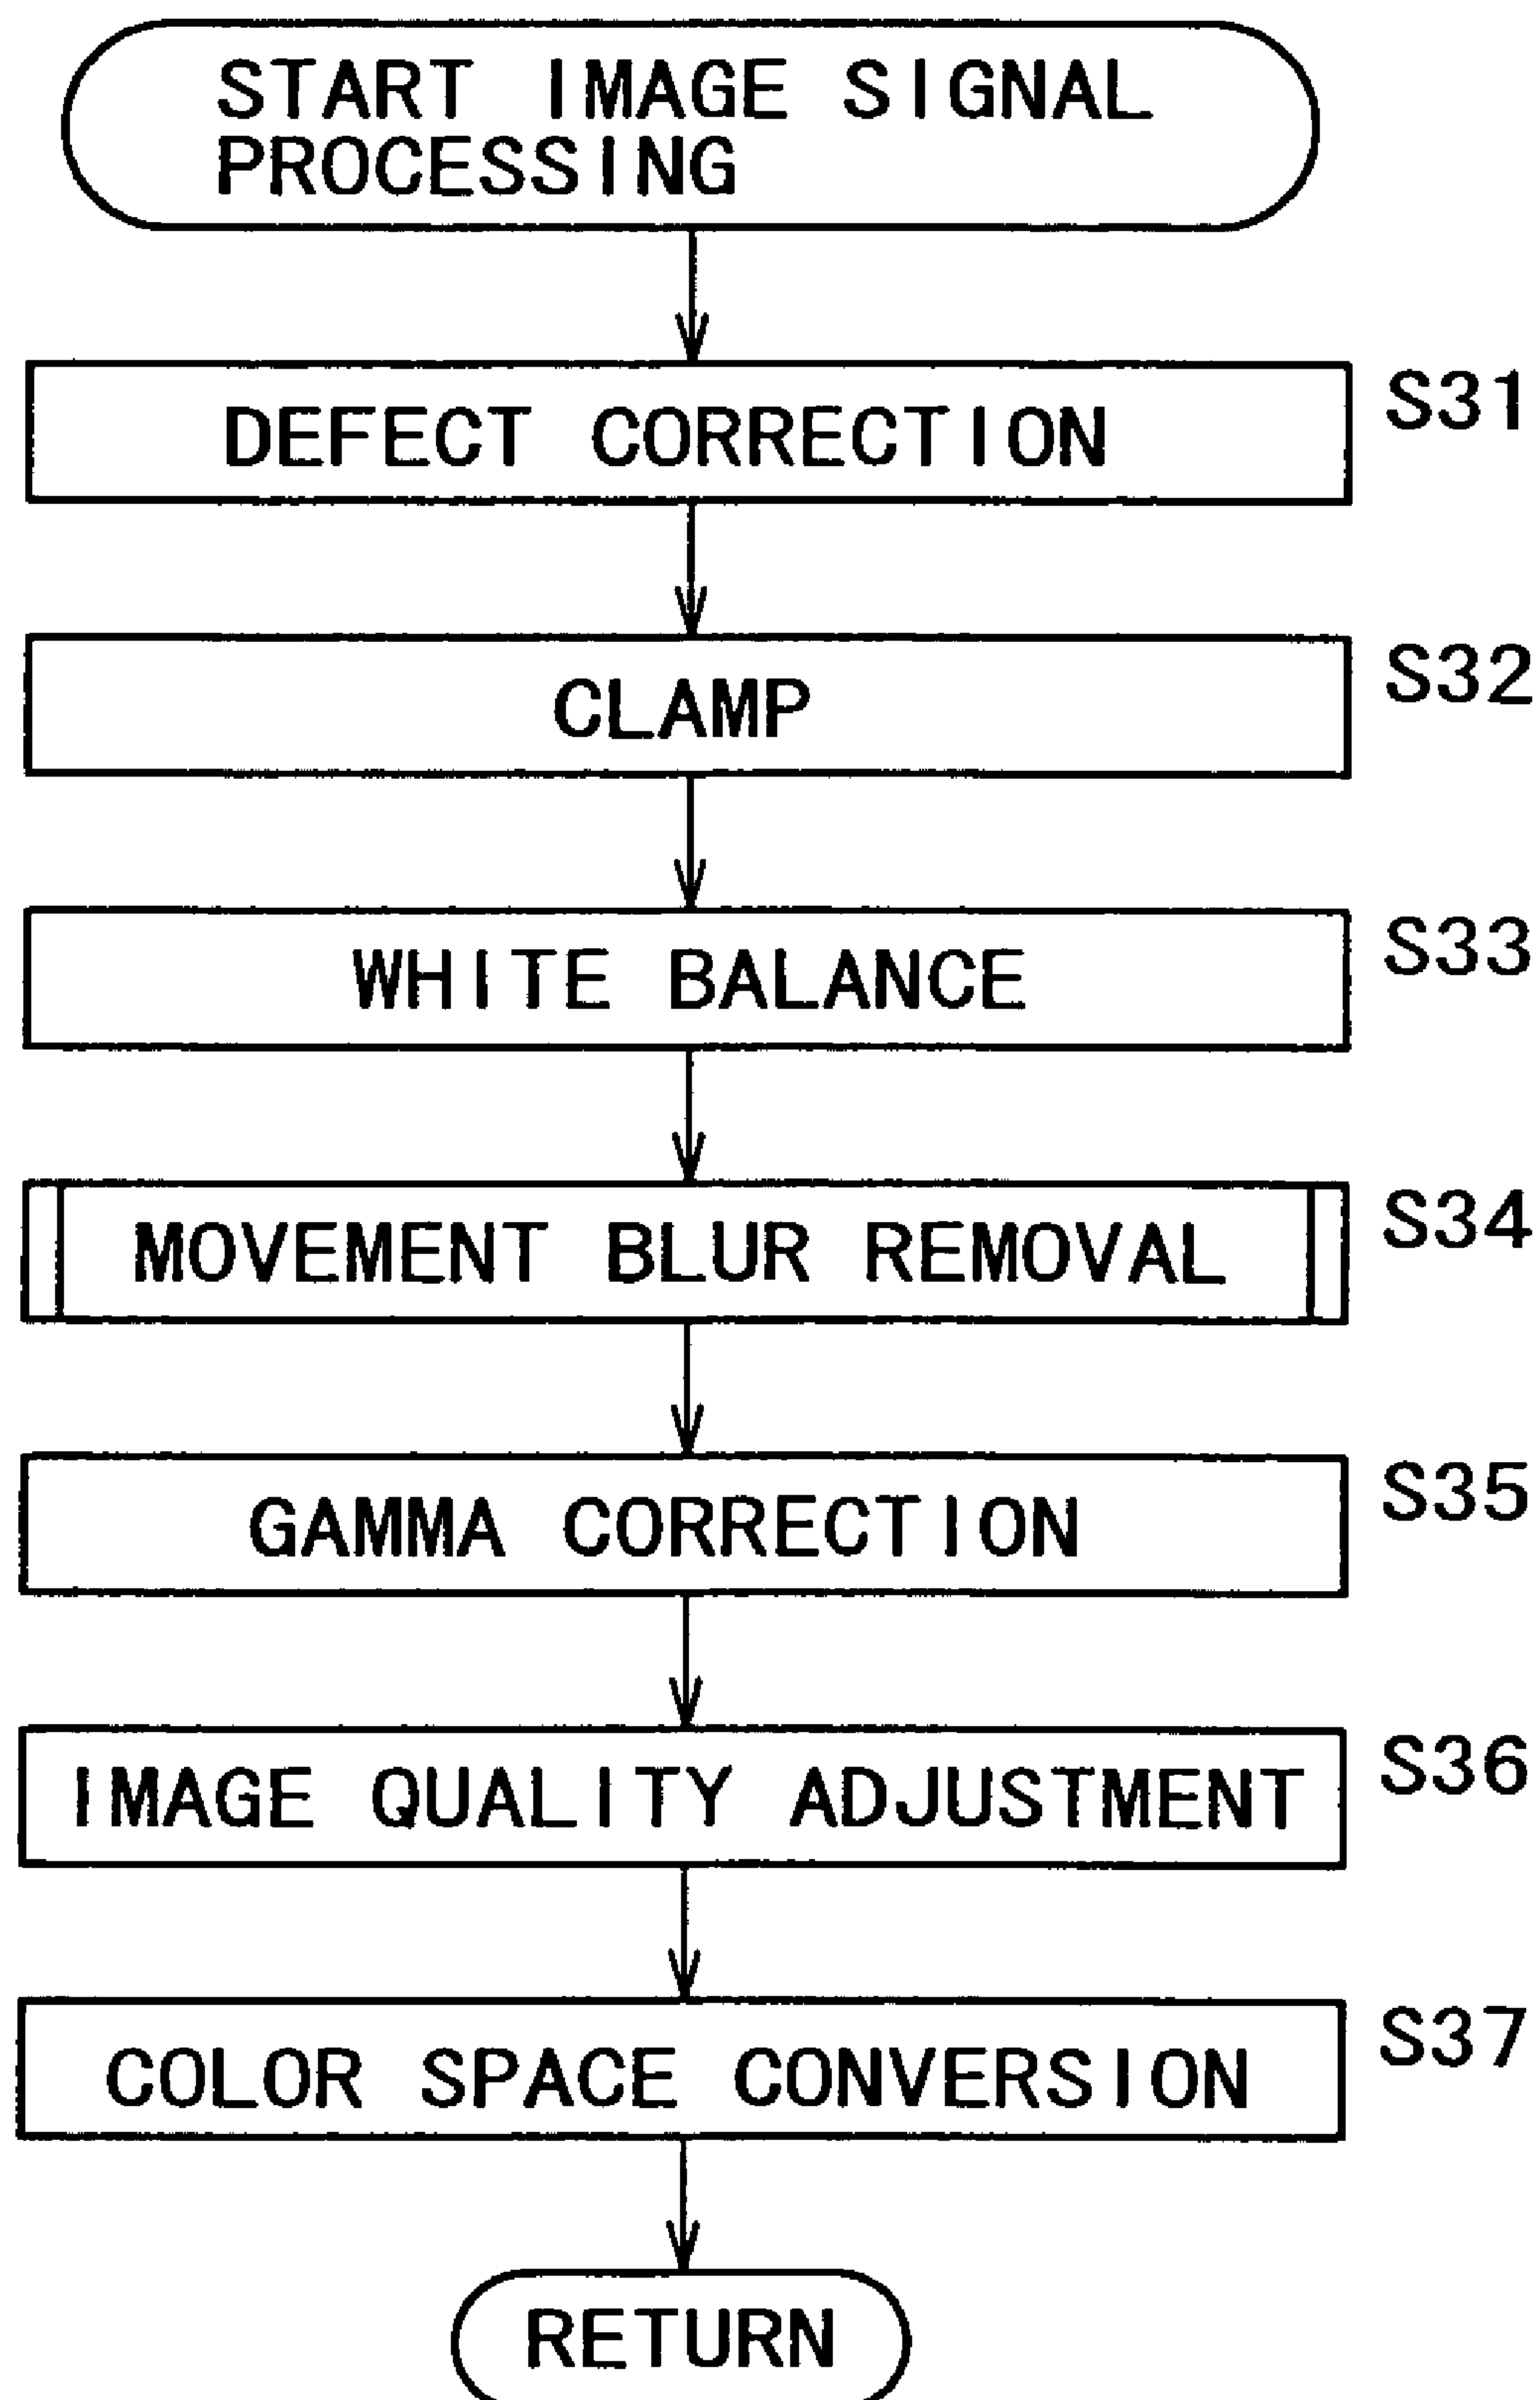 START IMAGE SIGNAL
PROCESSING
DEFECT CORRECTION
S31
CLAMP
S32
WHITE BALANCE
S33
MOVEMENT BLUR REMOVAL
S34
GAMMA CORRECTION
S35
IMAGE QUALITY ADJUSTMENT
S36
COLOR SPACE CONVERSION
S37
RETURN